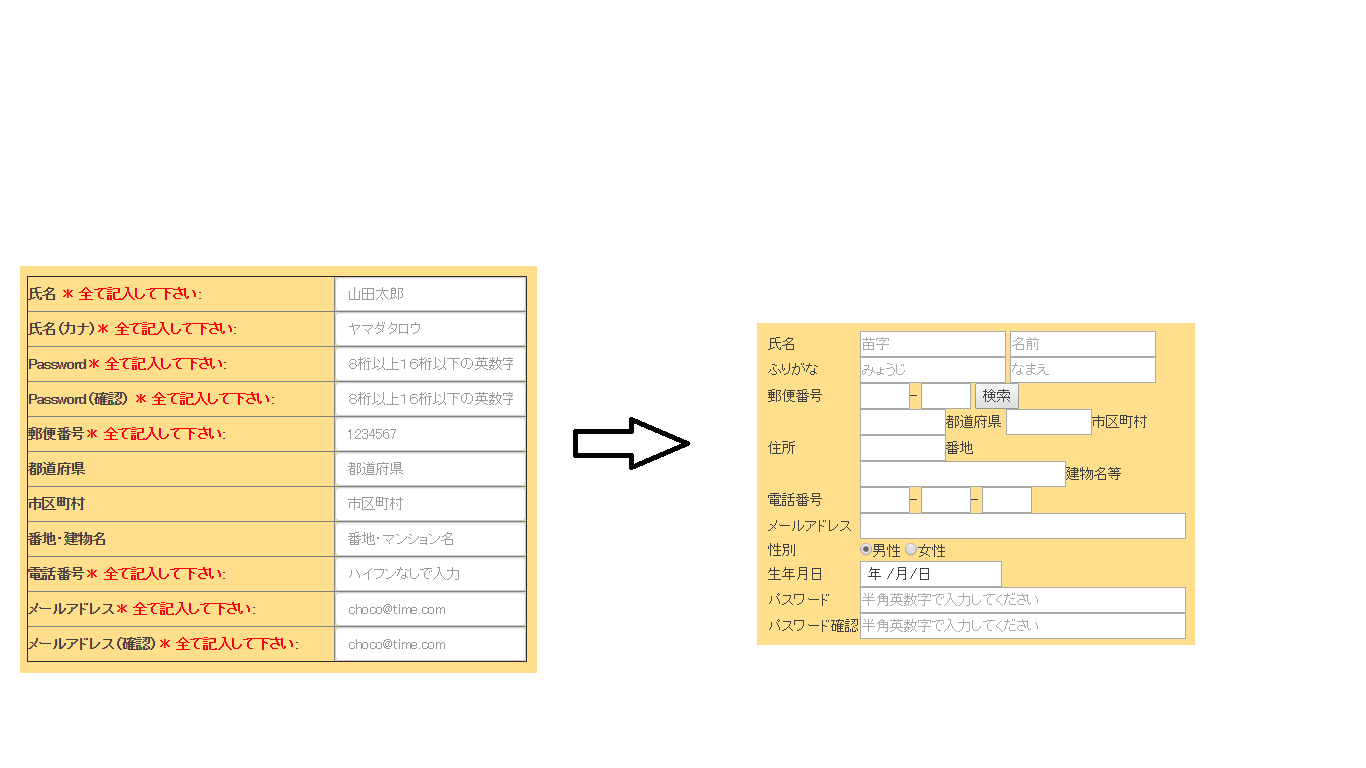 氏名 ＊ 全て記入して下さい: 山田太郎
氏名（カナ）＊ 全て記入して下さい: ヤマダタロウ
Password＊ 全て記入して下さい: 8桁以上16桁以下の英数字
Password（確認） ＊ 全て記入して下さい: 8桁以上16桁以下の英数字
郵便番号＊ 全て記入して下さい: 1234567
都道府県 都道府県
市区町村 市区町村
番地・建物名 番地・マンション名
電話番号＊ 全て記入して下さい: ハイフンなしで入力
メールアドレス＊ 全て記入して下さい: choco@time.com
メールアドレス（確認）＊ 全て記入して下さい: choco@time.com
氏名 苗字 名前
ふりがな みょうじ なまえ
郵便番号 - 検索
都道府県 市区町村
住所 番地
建物名等
電話番号 - -
メールアドレス
性別 男性 女性
生年月日 年 /月/日
パスワード 半角英数字で入力してください
パスワード確認 半角英数字で入力してください